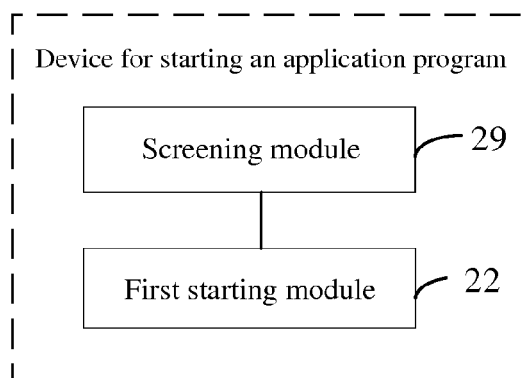 Device for starting an application program
Screening module
29
First starting module
22